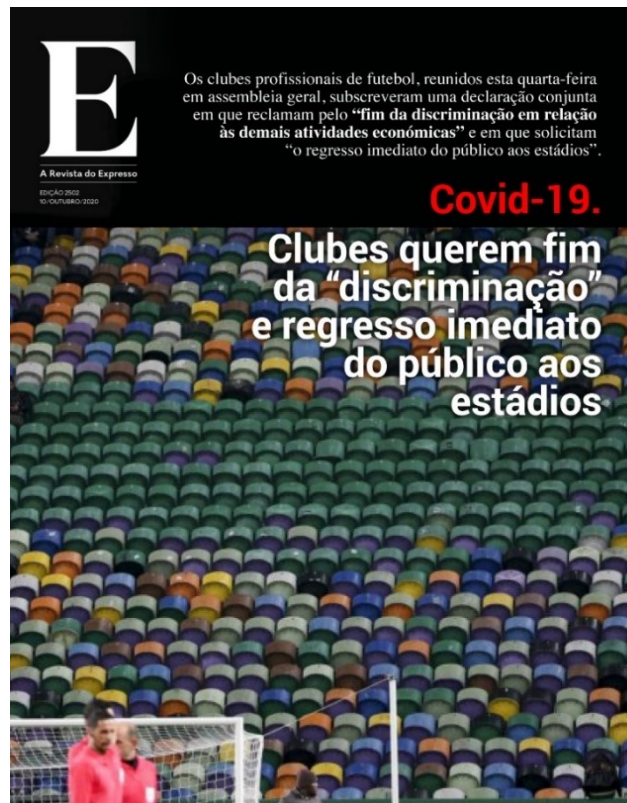 E
A Revista do Expresso
EDIÇÃO 2502
10/OUTUBRO/2020
Os clubes profissionais de futebol, reunidos esta quarta-feira
em assembleia geral, subscreveram uma declaração conjunta
em que reclamam pelo “fim da discriminação em relação
às demais atividades económicas” e em que solicitam
“o regresso imediato do público aos estádios”.
Covid-19.
Clubes querem fim
da “discriminação”
e regresso imediato
do público aos
estádios